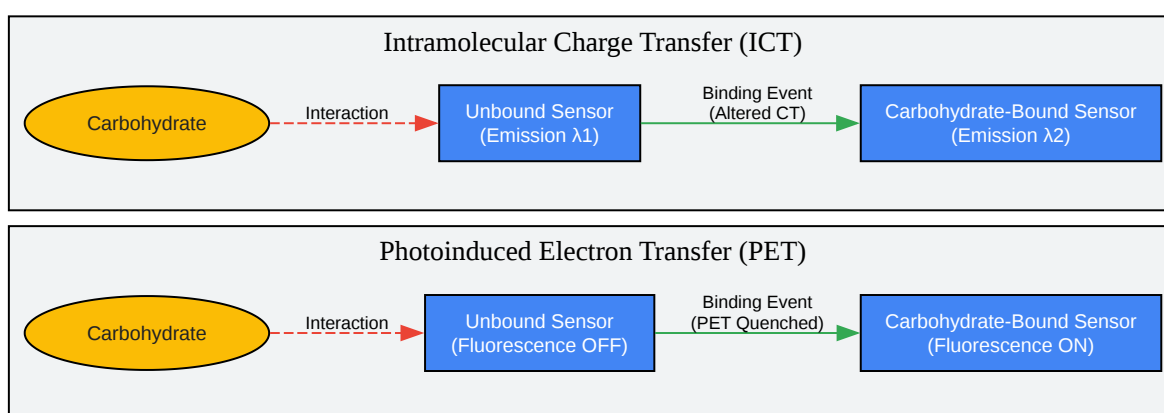 Intramolecular Charge Transfer (ICT)
Carbohydrate
Interaction
Unbound Sensor
(Emission λ1)
Binding Event
(Altered CT)
Carbohydrate-Bound Sensor
(Emission λ2)
Photoinduced Electron Transfer (PET)
Carbohydrate
Interaction
Unbound Sensor
(Fluorescence OFF)
Binding Event
(PET Quenched)
Carbohydrate-Bound Sensor
(Fluorescence ON)